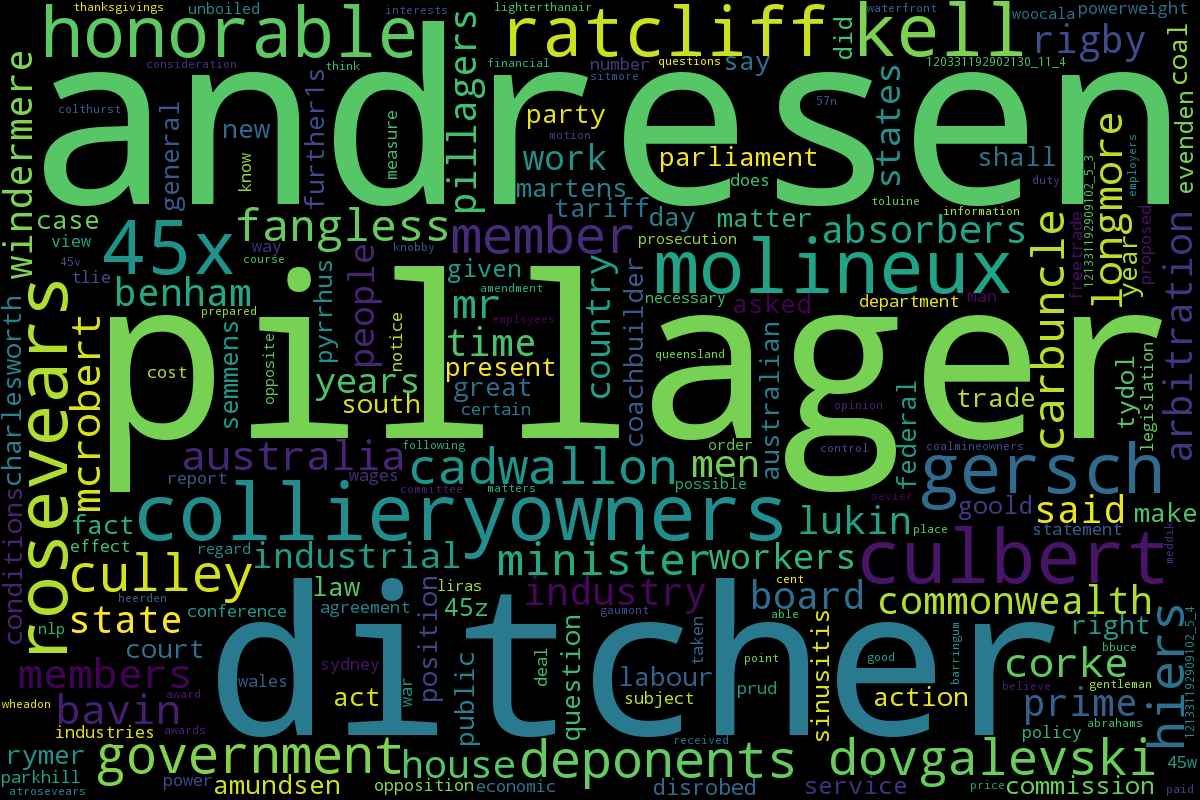 thanksgivings unboiled interests lighterthanair waterfront powerweight
honorable ratcliff kell woocala rigby coal
andresen
consideration think financial number say questions did 120331192902130_11_4
sitmore
colthurst general new further1s measure pillagers party 57n states evenden
windermere know work motion parliament shall longmore employers
martens does toluine duty 121331192909102_5_3
case 45x fangless tariff day matter information absorbers
view way member prosecution freetrade year proposed arbitration
45v tlie course people knobby given country molineux
benham pyrrhus amendment necessary asked department man carbuncle
charlesworth rosevears prepared mr employees coachbuilder
pillager
mcrobert semmens opposite notice time queensland australian tydol legislation
cost years present great trade
south certain opinion federal
australia following order control coalmineowners
report wages cadwallon men possible gersch
conditions committee matters sevier
fact collieryowners lukin goold said make
place statement meddik
effect regard industrial minister workers culbert
culley law liras industry cent board commonwealth
heerden agreement
state conference position 45z gaumont able right
nlp court deal question taken sinusitis barringum bbuce
members sydney point good corke hiers 121331192909102_5_4
ditcher
wales labour prud believe gentleman
wheadon bavin award act war public subject action prime abrahams
industries awards received policy
rymer government house deponents dovgalevski
parkhill power opposition economic service price commission 45w
atrosevears amundsen disrobed paid